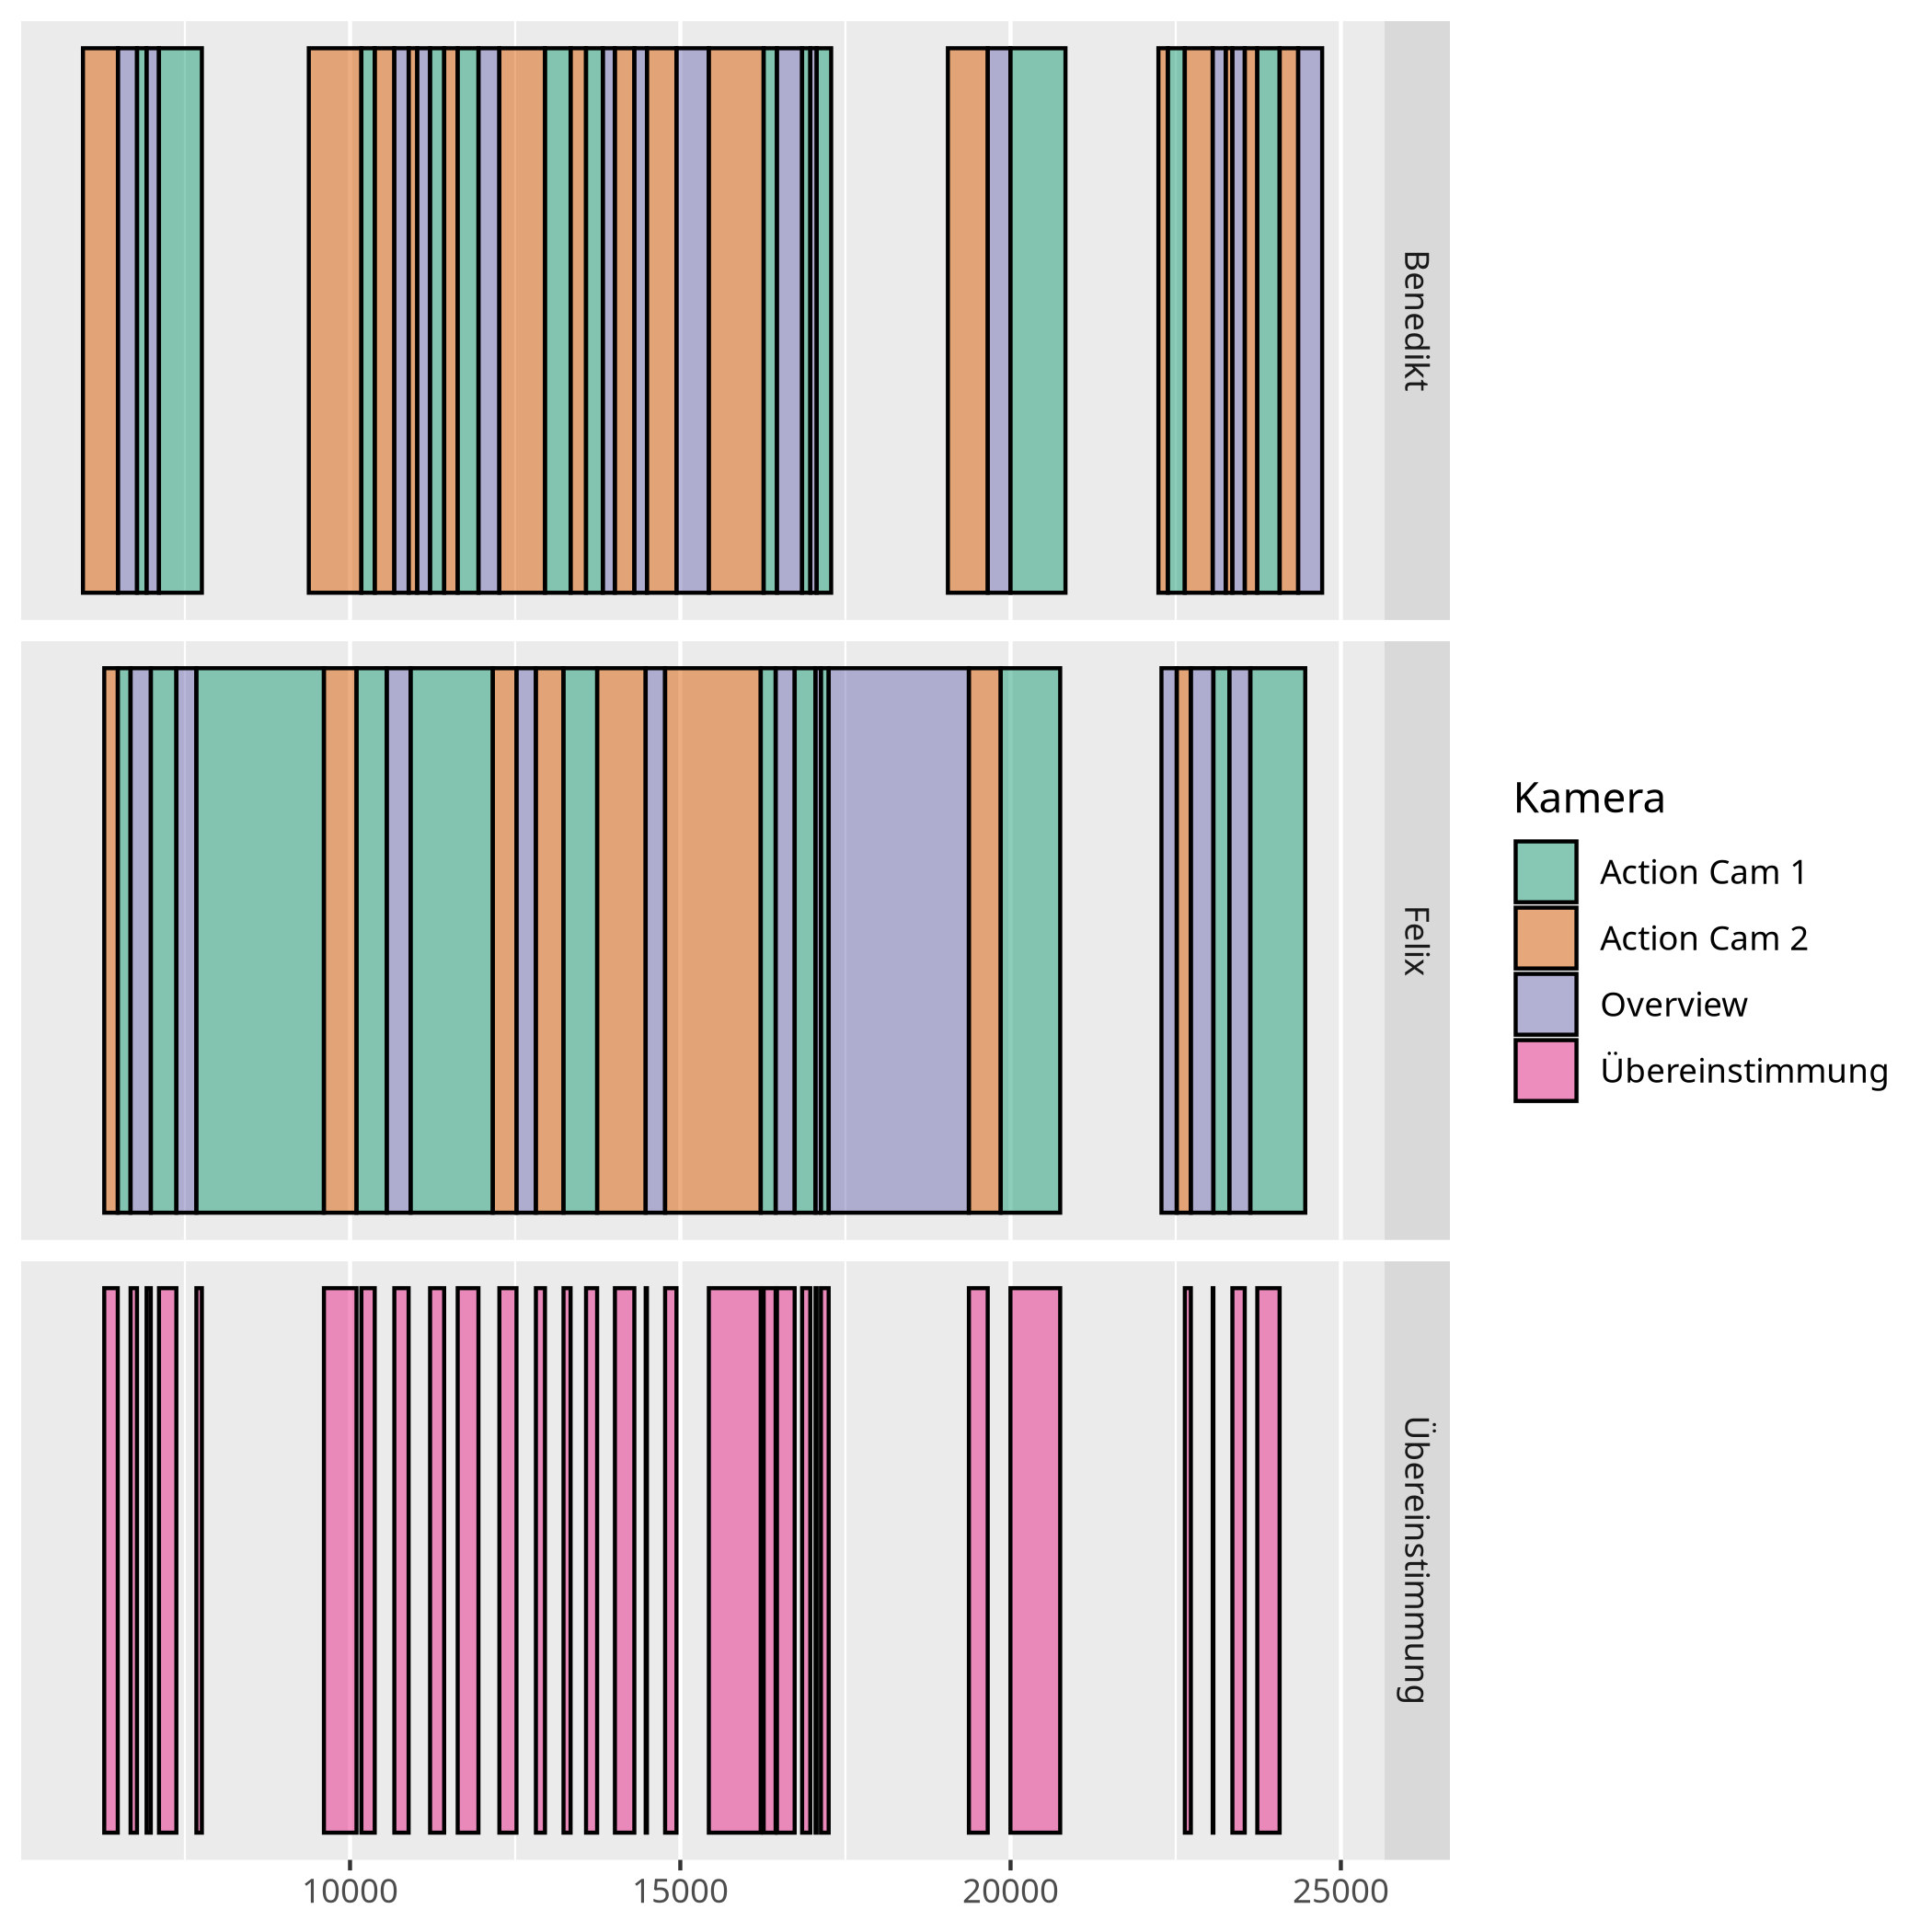 Benedikt
Felix
Übereinstimmung
10000 15000 20000 25000
Kamera
Action Cam 1
Action Cam 2
Overview
Übereinstimmung